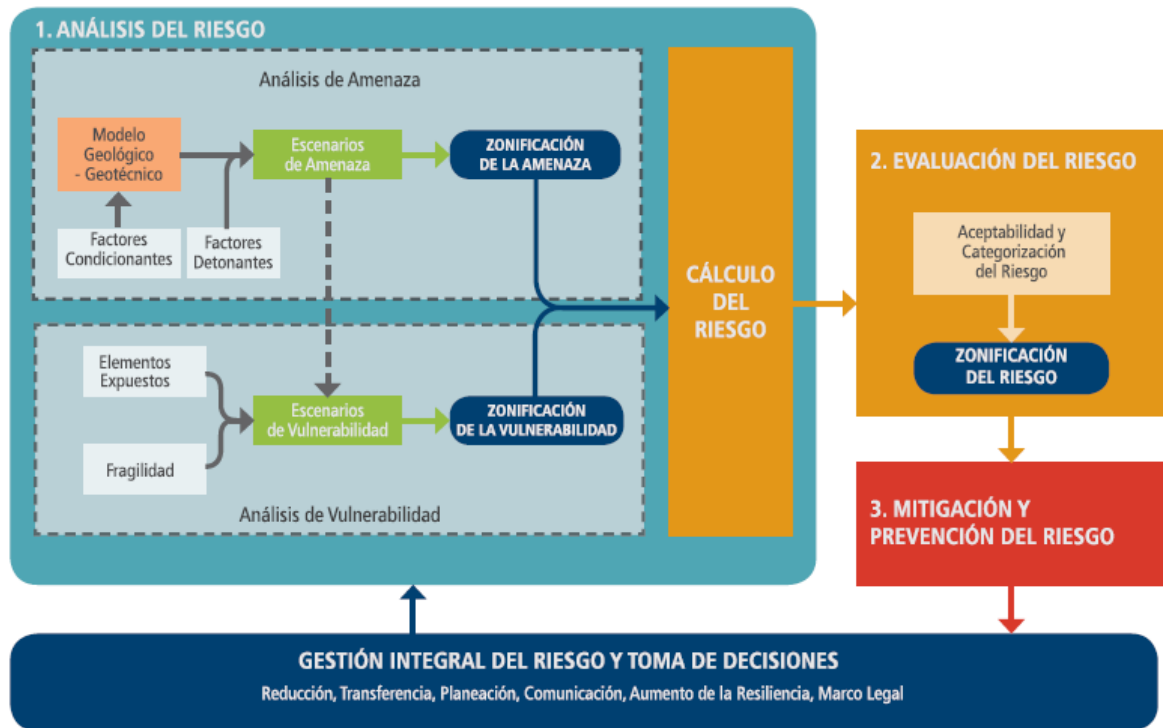 1. ANÁLISIS DEL RIESGO
Análisis de Amenaza
Modelo
Geológico
- Geotécnico
Escenarios
de Amenaza
ZONIFICACIÓN
DE LA AMENAZA
Factores
Condicionantes
Factores
Detonantes
Elementos
Expuestos
Fragilidad
Escenarios
de Vulnerabilidad
ZONIFICACIÓN
DE LA VULNERABILIDAD
Análisis de Vulnerabilidad
CÁLCULO
DEL
RIESGO
2. EVALUACIÓN DEL RIESGO
Aceptabilidad y
Categorización
del Riesgo
ZONIFICACIÓN
DEL RIESGO
3. MITIGACIÓN Y
PREVENCIÓN DEL RIESGO
GESTIÓN INTEGRAL DEL RIESGO Y TOMA DE DECISIONES
Reducción, Transferencia, Planeación, Comunicación, Aumento de la Resiliencia, Marco Legal